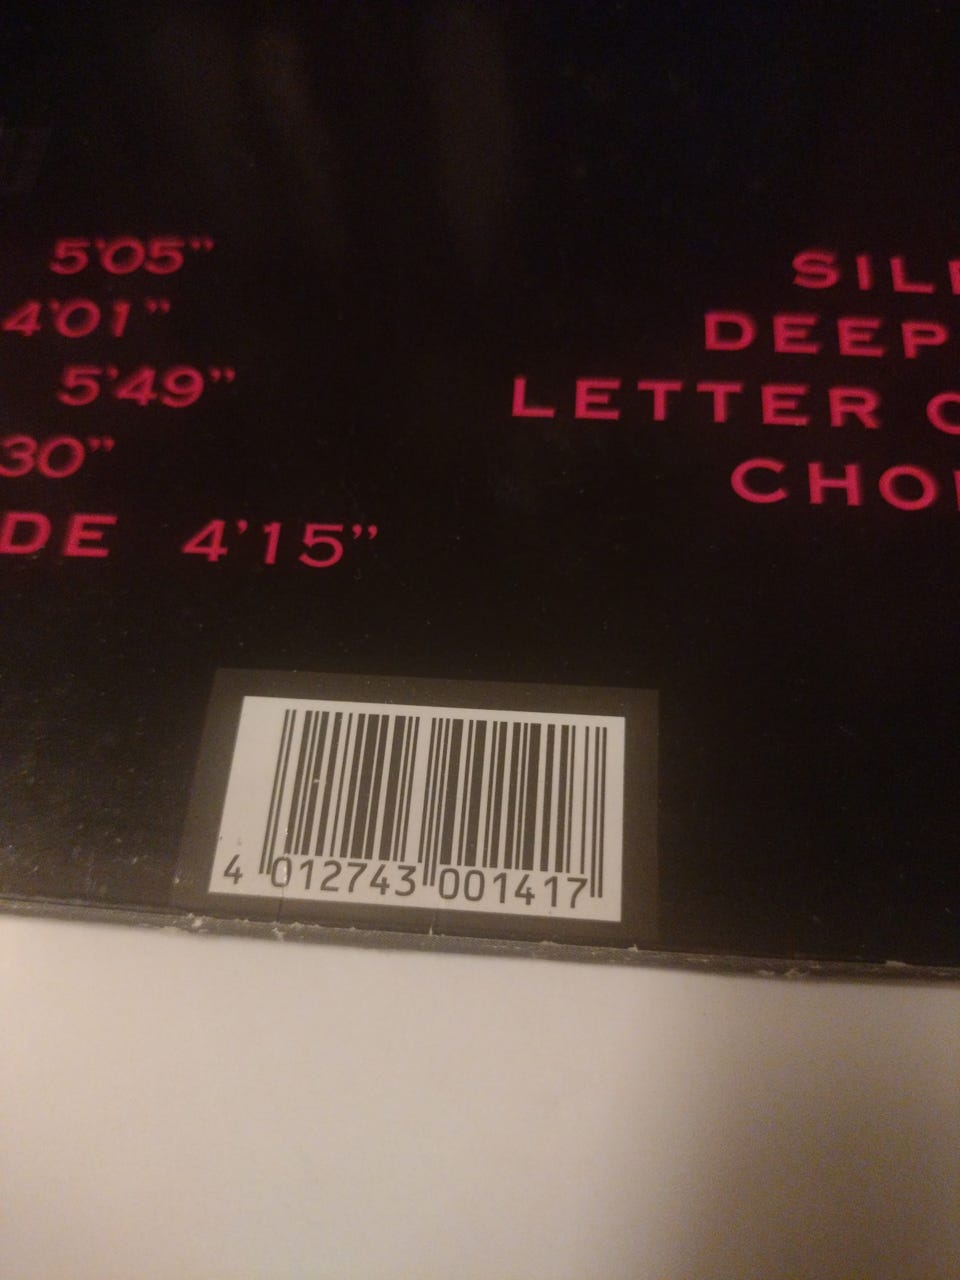 5'05"
4'01"
5'49"
30"
DE 4'15"
SIL
DEEP
LETTER
CHO
4 012743 001417